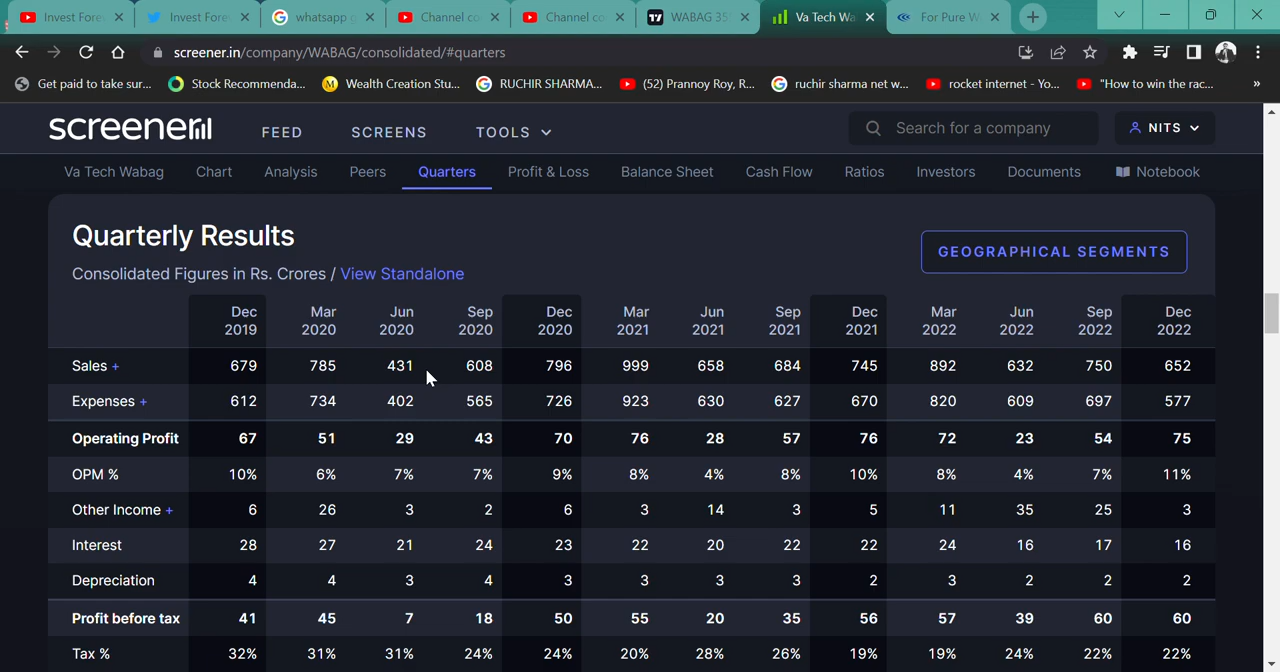 Invest Fore
Invest Fore
whatsapp g
Channel co
Channel co
WABAG 35
Va Tech Wa
For Pure W
screener.in/company/WABAG/consolidated/#quarters
Get paid to take sur...
Stock Recommenda...
Wealth Creation Stu...
RUCHIR SHARMA...
(52) Prannoy Roy, R...
ruchir sharma net w...
rocket internet - Yo...
"How to win the rac...
»
screener
FEED
SCREENS
TOOLS
Search for a company
NITS
Va Tech Wabag
Chart
Analysis
Peers
Quarters
Profit & Loss
Balance Sheet
Cash Flow
Ratios
Investors
Documents
Notebook
Quarterly Results
GEOGRAPHICAL SEGMENTS
Consolidated Figures in Rs. Crores / View Standalone
Dec Mar Jun Sep Dec Mar Jun Sep Dec Mar Jun Sep Dec
2019 2020 2020 2020 2020 2021 2021 2021 2021 2022 2022 2022 2022
Sales + 679 785 431 608 796 999 658 684 745 892 632 750 652
Expenses + 612 734 402 565 726 923 630 627 670 820 609 697 577
Operating Profit 67 51 29 43 70 76 28 57 76 72 23 54 75
OPM % 10% 6% 7% 7% 9% 8% 4% 8% 10% 8% 4% 7% 11%
Other Income + 6 26 3 2 6 3 14 3 5 11 35 25 3
Interest 28 27 21 24 23 22 20 22 22 24 16 17 16
Depreciation 4 4 3 4 3 3 3 3 2 3 2 2 2
Profit before tax 41 45 7 18 50 55 20 35 56 57 39 60 60
Tax % 32% 31% 31% 24% 24% 20% 28% 26% 19% 19% 24% 22% 22%